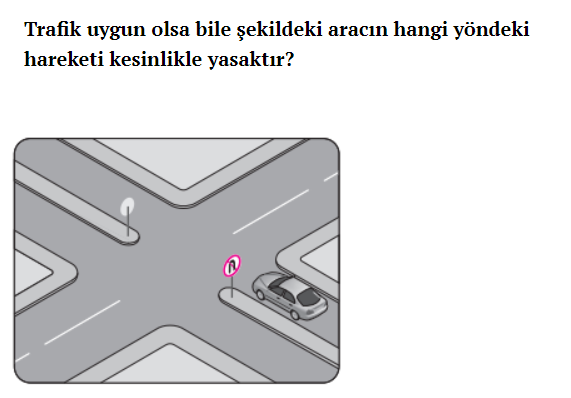 Trafik uygun olsa bile şekildeki aracın hangi yöndeki
hareketi kesinlikle yasaktır?